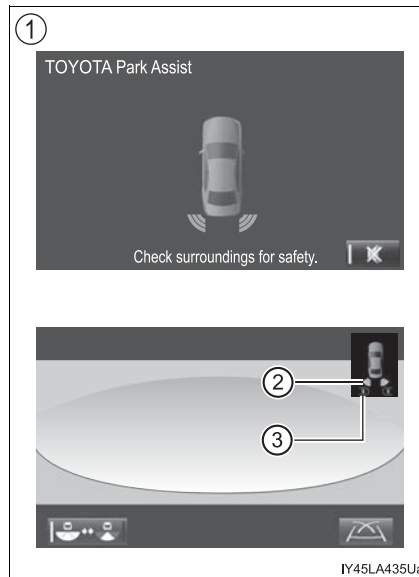 1
TOYOTA Park Assist
Check surroundings for safety.
2
3
IY45LA435Ua